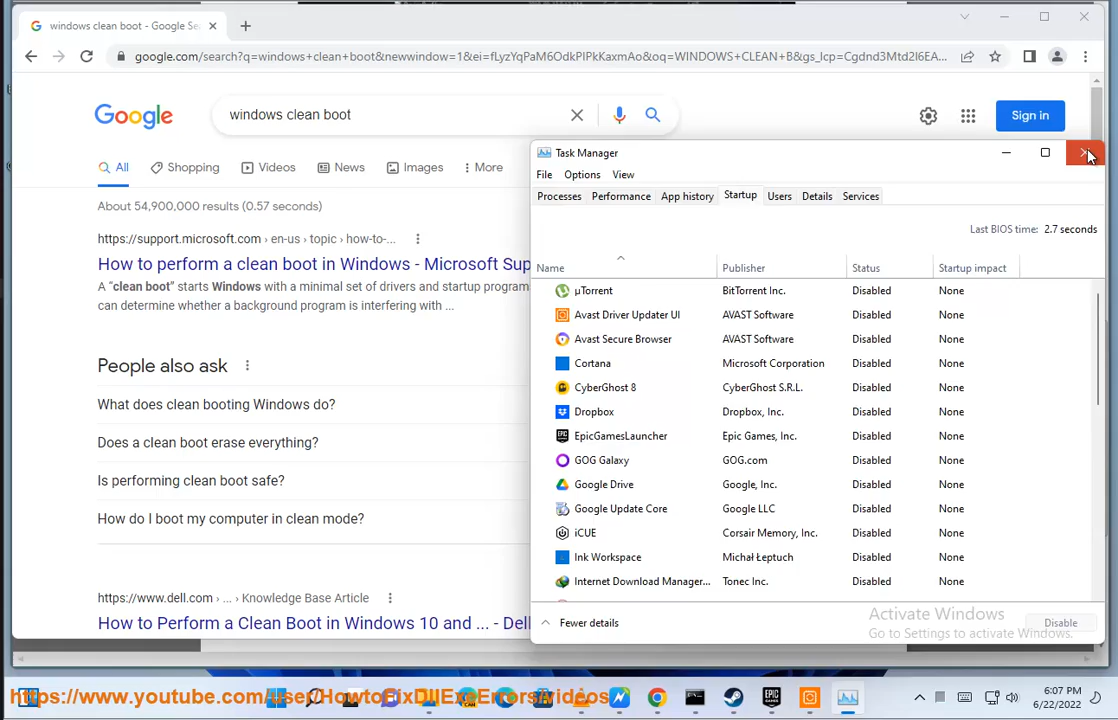 windows clean boot - Google Se
google.com/search?q=windows+clean+boot&newwindow=1&ei=fLyzYqPaM6OdkPIPkKaxmAo&oq=WINDOWS+CLEAN+B&gs_lcp=Cgdnd3Mtd2l6EA...
Google
windows clean boot
Sign in
All
Shopping
Videos
News
Images
More
About 54,900,000 results (0.57 seconds)
https://support.microsoft.com › en-us › topic › how-to-...
How to perform a clean boot in Windows - Microsoft Sup
A “clean boot” starts Windows with a minimal set of drivers and startup program
can determine whether a background program is interfering with ...
People also ask
What does clean booting Windows do?
Does a clean boot erase everything?
Is performing clean boot safe?
How do I boot my computer in clean mode?
https://www.dell.com › ... › Knowledge Base Article
How to Perform a Clean Boot in Windows 10 and ... - Dell
Task Manager
File Options View
Processes Performance App history Startup Users Details Services
Last BIOS time: 2.7 seconds
Name Publisher Status Startup impact
µTorrent BitTorrent Inc. Disabled None
Avast Driver Updater UI AVAST Software Disabled None
Avast Secure Browser AVAST Software Disabled None
Cortana Microsoft Corporation Disabled None
CyberGhost 8 CyberGhost S.R.L. Disabled None
Dropbox Dropbox, Inc. Disabled None
EpicGamesLauncher Epic Games, Inc. Disabled None
GOG Galaxy GOG.com Disabled None
Google Drive Google, Inc. Disabled None
Google Update Core Google LLC Disabled None
iCUE Corsair Memory, Inc. Disabled None
Ink Workspace Michał Łeptuch Disabled None
Internet Download Manager... Tonec Inc. Disabled None
Fewer details
Disable
Activate Windows
Go to Settings to activate Windows.
https://www.youtube.com/user/HowtoFixDllExeErrors/videos
6:07 PM
6/22/2022